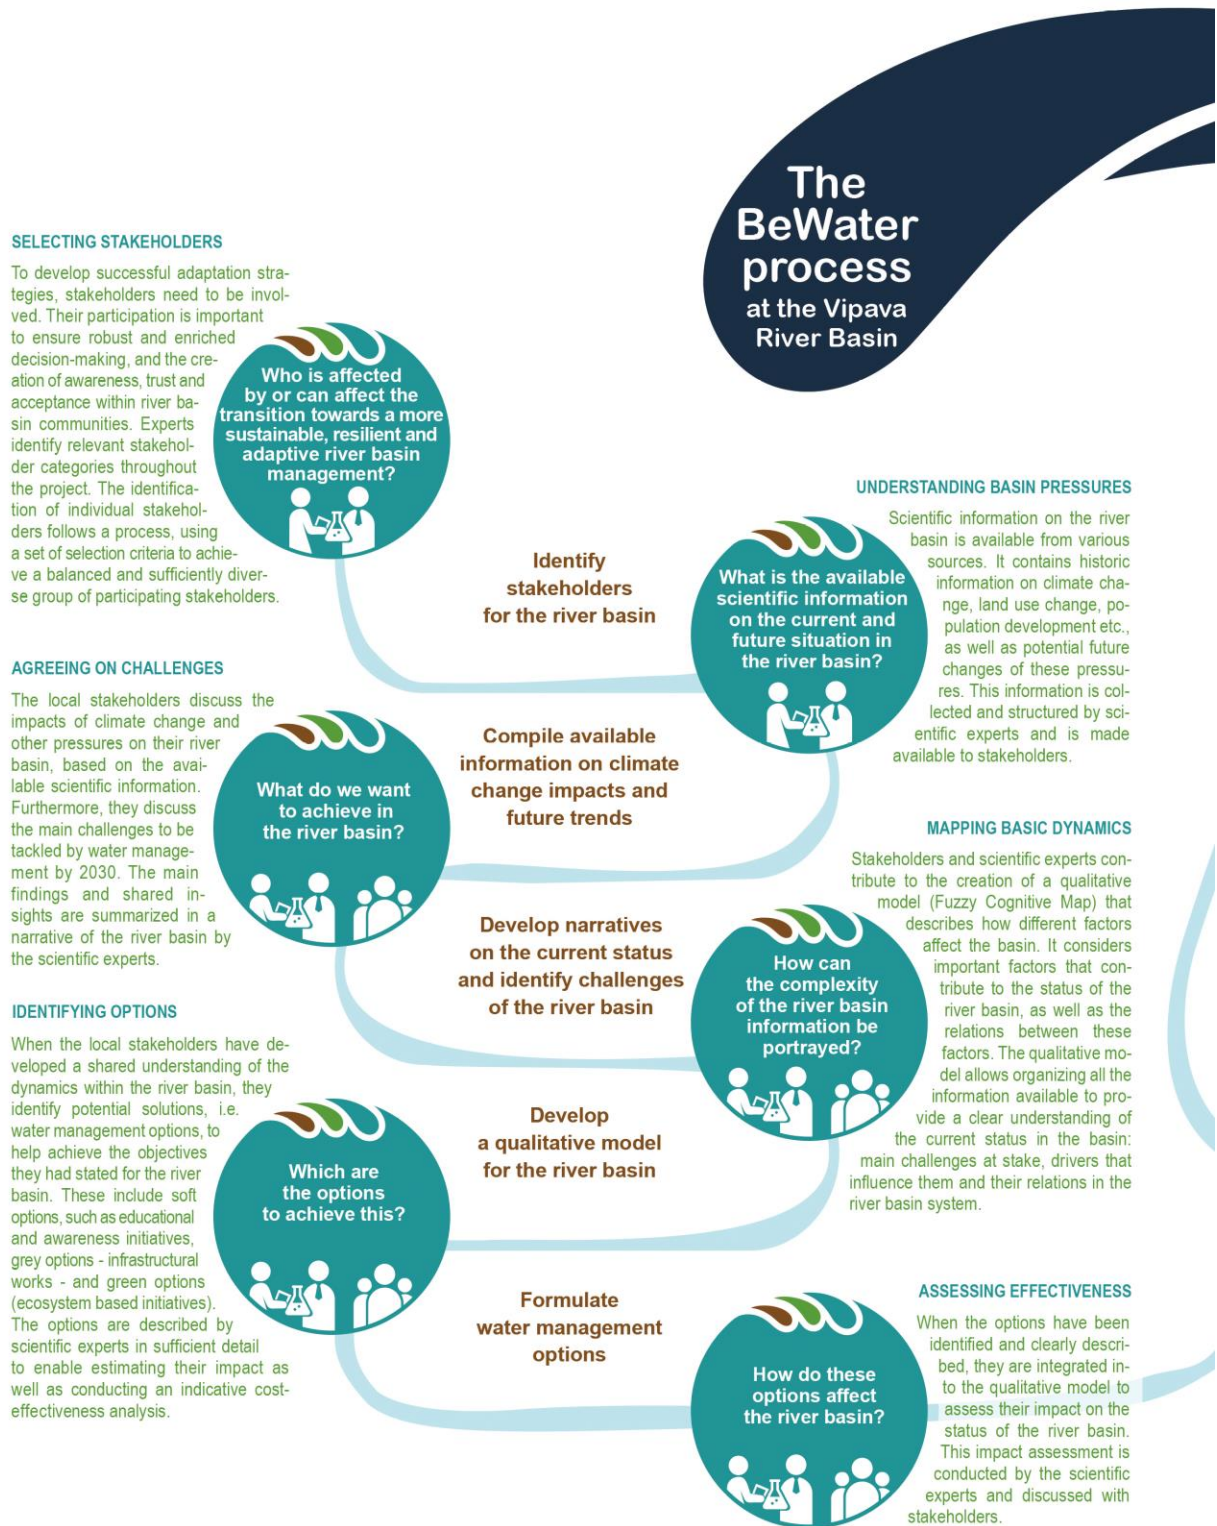 The
BeWater
process
at the Vipava
River Basin
SELECTING STAKEHOLDERS
To develop successful adaptation stra-
tegies, stakeholders need to be invol-
ved. Their participation is important
to ensure robust and enriched
decision-making, and the cre-
ation of awareness, trust and
acceptance within river ba-
sin communities. Experts
identify relevant stakehol-
der categories throughout
the project. The identifica-
tion of individual stakehol-
ders follows a process, using
a set of selection criteria to achie-
ve a balanced and sufficiently diver-
se group of participating stakeholders.
Who is affected
by or can affect the
transition towards a more
sustainable, resilient and
adaptive river basin
management?
Identify
stakeholders
for the river basin
UNDERSTANDING BASIN PRESSURES
Scientific information on the river
basin is available from various
sources. It contains historic
information on climate cha-
nge, land use change, po-
pulation development etc.,
as well as potential future
changes of these pressu-
res. This information is col-
lected and structured by sci-
entific experts and is made
available to stakeholders.
What is the available
scientific information
on the current and
future situation in
the river basin?
Compile available
information on climate
change impacts and
future trends
AGREEING ON CHALLENGES
The local stakeholders discuss the
impacts of climate change and
other pressures on their river
basin, based on the avai-
lable scientific information.
Furthermore, they discuss
the main challenges to be
tackled by water manage-
ment by 2030. The main
findings and shared in-
sights are summarized in a
narrative of the river basin by
the scientific experts.
What do we want
to achieve in
the river basin?
Develop narratives
on the current status
and identify challenges
of the river basin
MAPPING BASIC DYNAMICS
Stakeholders and scientific experts con-
tribute to the creation of a qualitative
model (Fuzzy Cognitive Map) that
describes how different factors
affect the basin. It considers
important factors that con-
tribute to the status of the
river basin, as well as the
relations between these
factors. The qualitative mo-
del allows organizing all the
information available to pro-
vide a clear understanding of
the current status in the basin:
main challenges at stake, drivers that
influence them and their relations in the
river basin system.
How can
the complexity
of the river basin
information be
portrayed?
Develop
a qualitative model
for the river basin
IDENTIFYING OPTIONS
When the local stakeholders have de-
veloped a shared understanding of the
dynamics within the river basin, they
identify potential solutions, i.e.
water management options, to
help achieve the objectives
they had stated for the river
basin. These include soft
options, such as educational
and awareness initiatives,
grey options - infrastructural
works - and green options
(ecosystem based initiatives).
The options are described by
scientific experts in sufficient detail
to enable estimating their impact as
well as conducting an indicative cost-
effectiveness analysis.
Which are
the options
to achieve this?
Formulate
water management
options
ASSESSING EFFECTIVENESS
When the options have been
identified and clearly descri-
bed, they are integrated in-
to the qualitative model to
assess their impact on the
status of the river basin.
This impact assessment is
conducted by the scientific
experts and discussed with
stakeholders.
How do these
options affect
the river basin?